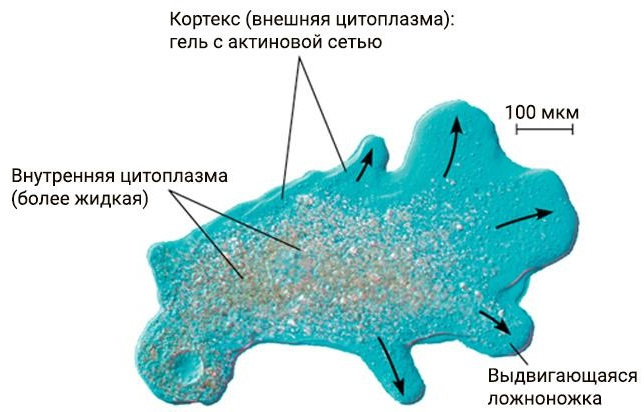 Кортекс (внешняя цитоплазма):
гель с актиновой сетью
100 мкм
Внутренняя цитоплазма
(более жидкая)
Выдвигающаяся
ложноножка